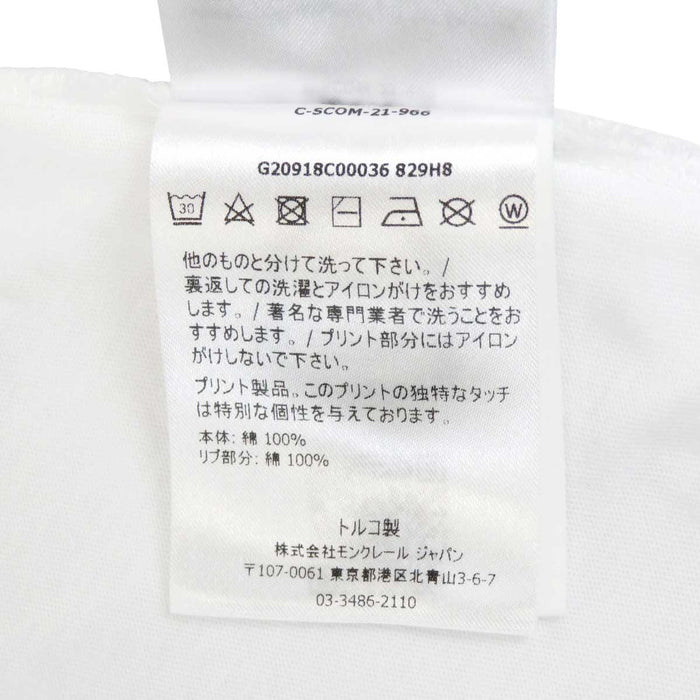 C-SCOM-21-966
G20918C00036 829H8
30
W
他のものと分けて洗って下さい。/
裏返しての洗濯とアイロンがけをおすすめ
します。/ 著名な専門業者で洗うことをお
すすめします。/ プリント部分にはアイロン
がけしないで下さい。
プリント製品。このプリントの独特なタッチ
は特別な個性を与えております。
本体: 綿 100%
リブ部分: 綿 100%
トルコ製
株式会社モンクレール ジャパン
〒107-0061 東京都港区北青山3-6-7
03-3486-2110